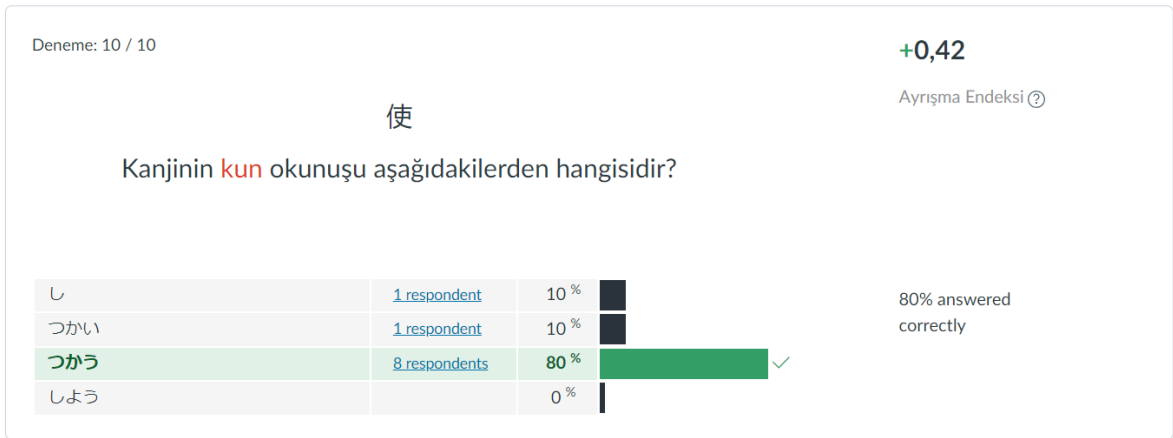 Deneme: 10 / 10
+0,42
Ayrışma Endeksi ?
使
Kanjinin kun okunuşu aşağıdakilerden hangisidir?
し 1 respondent 10 %
つかい 1 respondent 10 %
つかう 8 respondents 80 %
しよう 0 %
80% answered
correctly